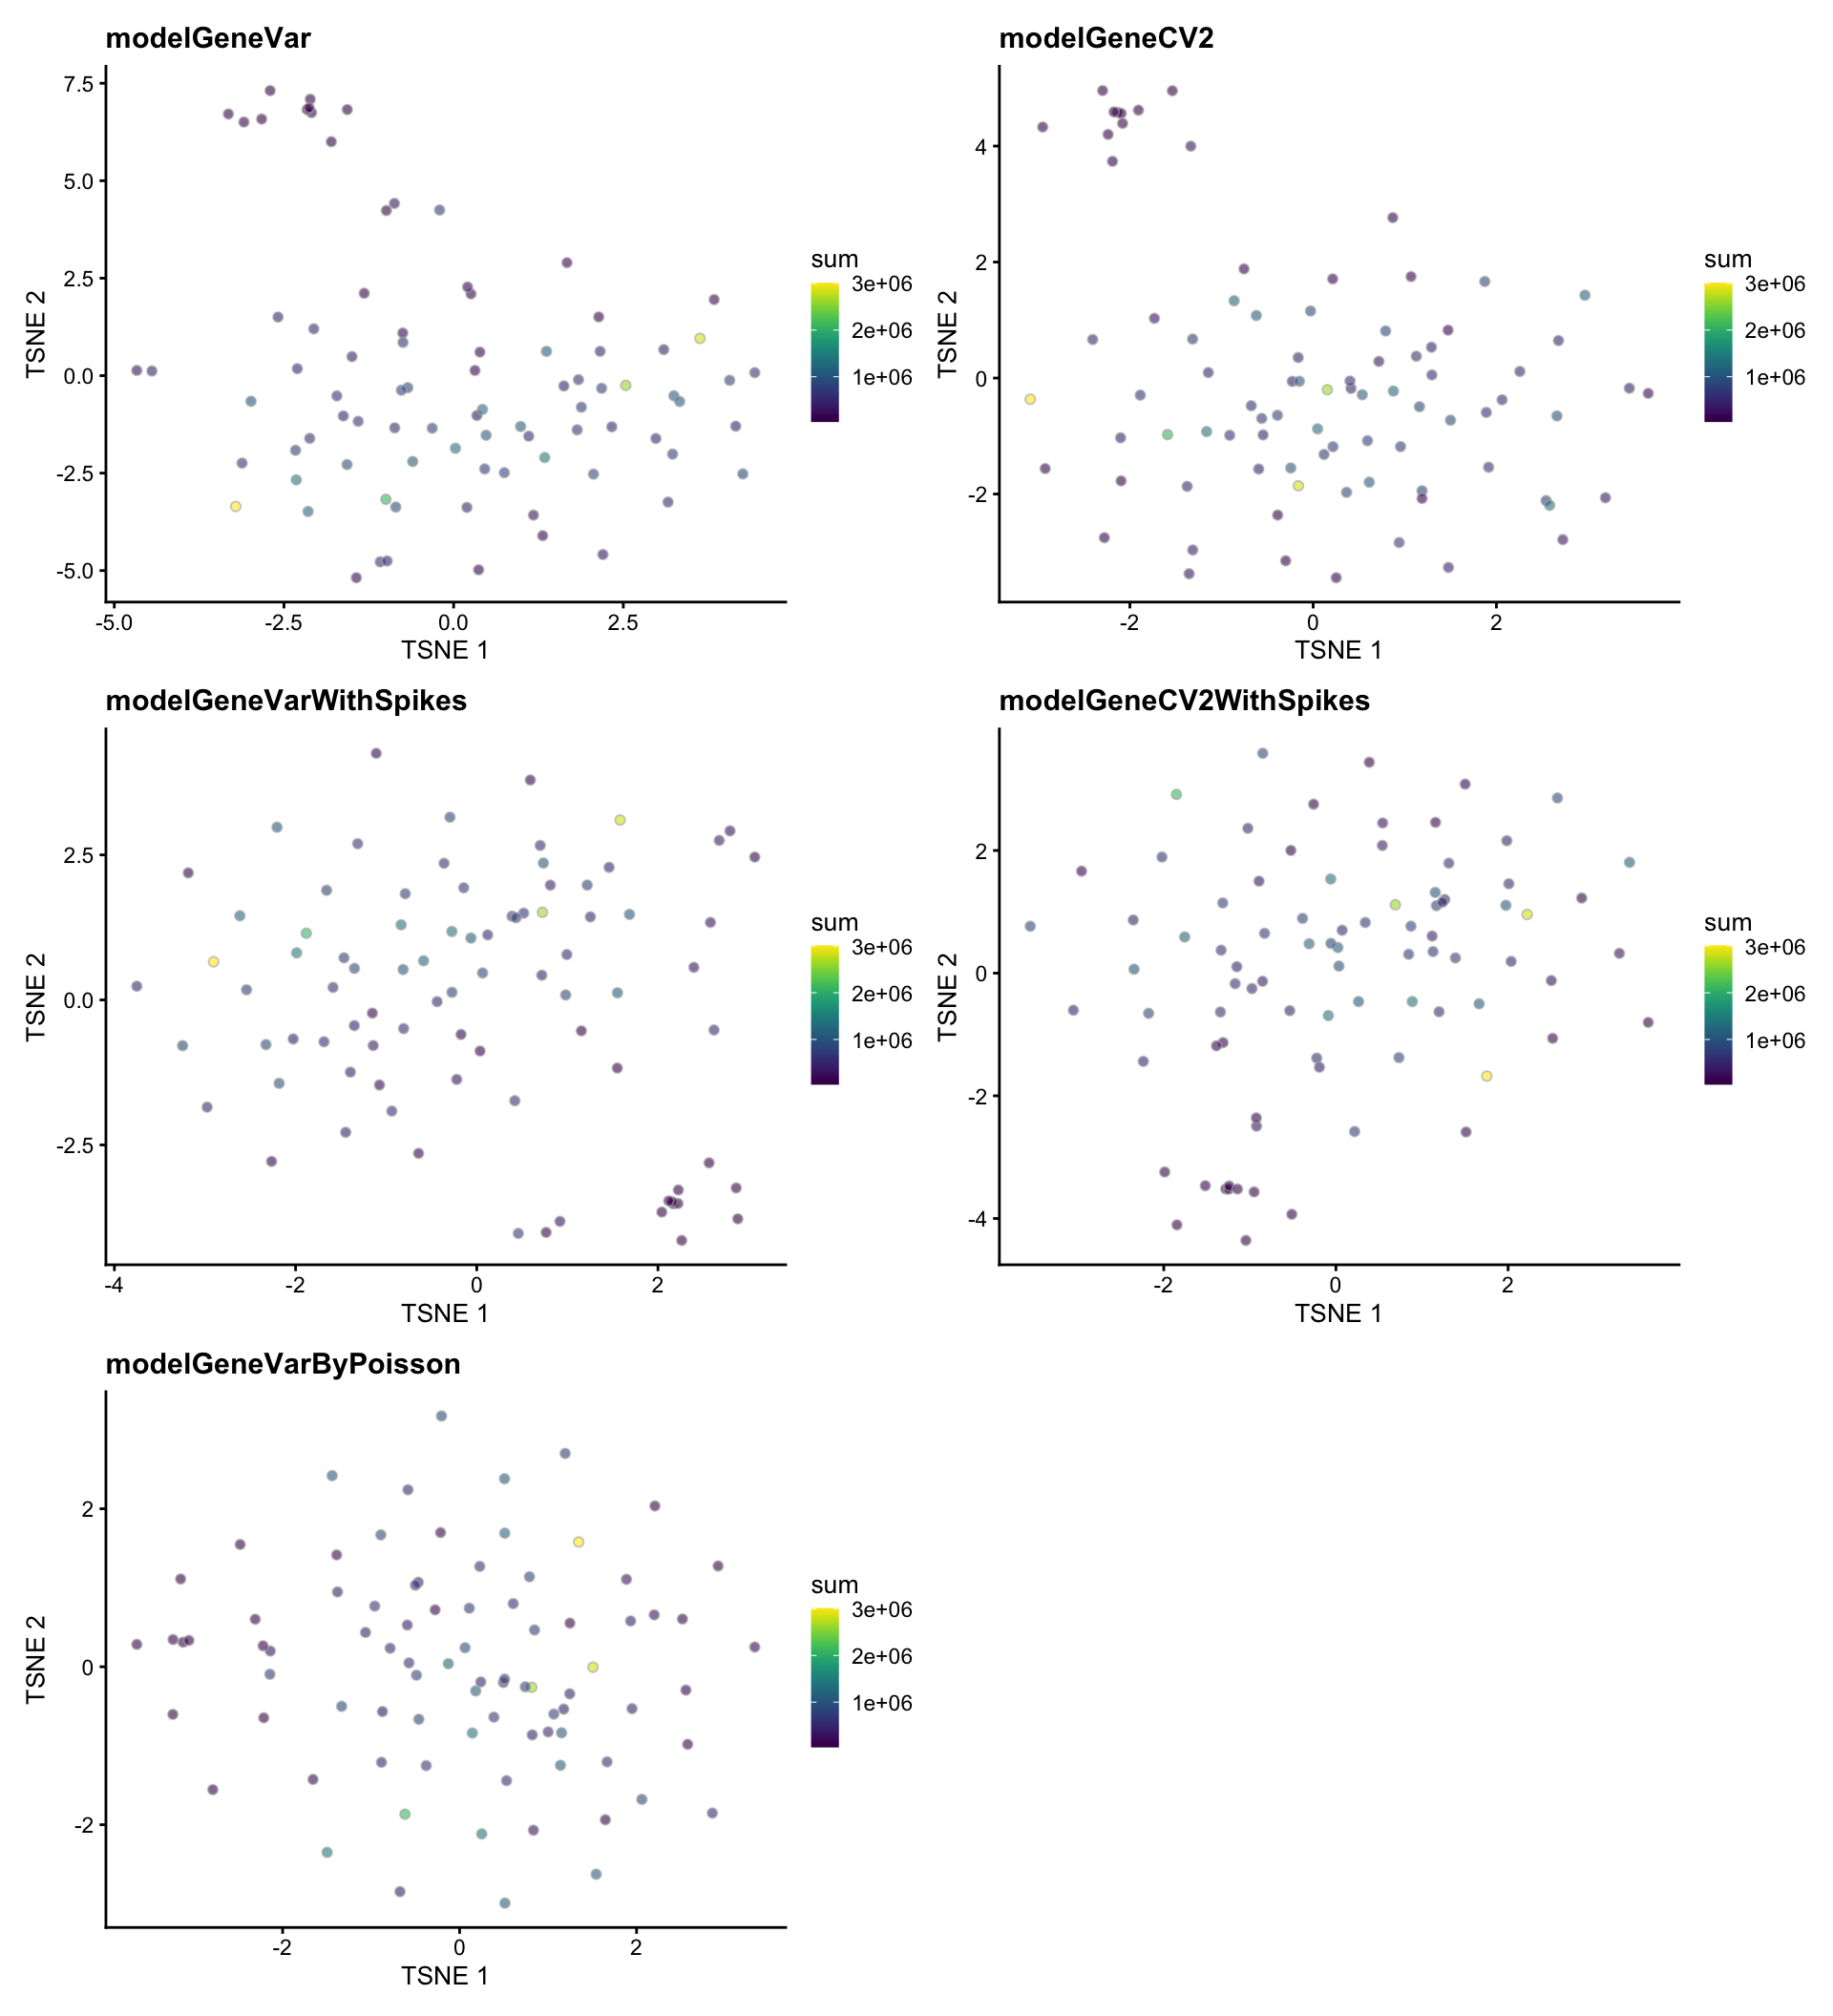 modelGeneVar
7.5
5.0
2.5
0.0
-2.5
-5.0
TSNE 2
-5.0 -2.5 0.0 2.5
TSNE 1
sum
3e+06
2e+06
1e+06
modelGeneCV2
4
2
0
-2
TSNE 2
-2 0 2
TSNE 1
sum
3e+06
2e+06
1e+06
modelGeneVarWithSpikes
2.5
0.0
-2.5
TSNE 2
-4 -2 0 2
TSNE 1
sum
3e+06
2e+06
1e+06
modelGeneCV2WithSpikes
2
0
-2
-4
TSNE 2
-2 0 2
TSNE 1
sum
3e+06
2e+06
1e+06
modelGeneVarByPoisson
2
0
-2
TSNE 2
-2 0 2
TSNE 1
sum
3e+06
2e+06
1e+06